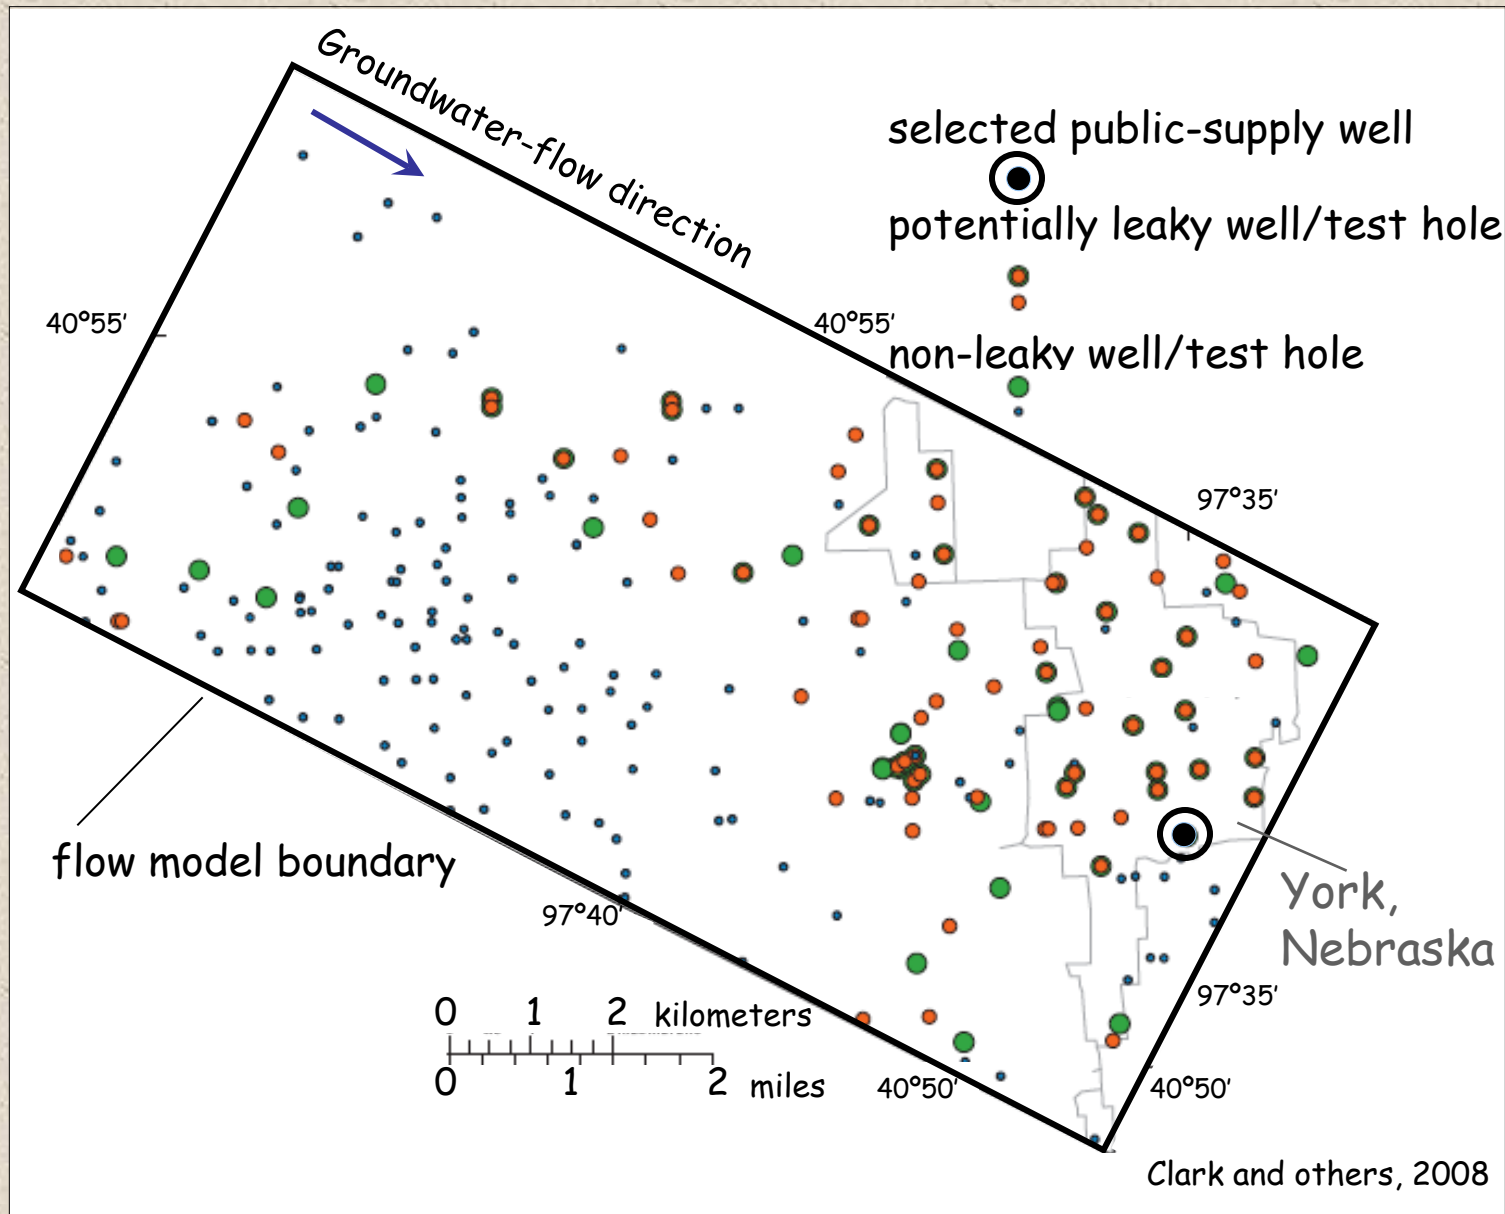 Groundwater-flow direction
selected public-supply well
potentially leaky well/test hole
40°55′
40°55′
non-leaky well/test hole
97°35′
flow model boundary
York,
Nebraska
97°40′
97°35′
0 1 2 kilometers
0 1 2 miles
40°50′
40°50′
Clark and others, 2008